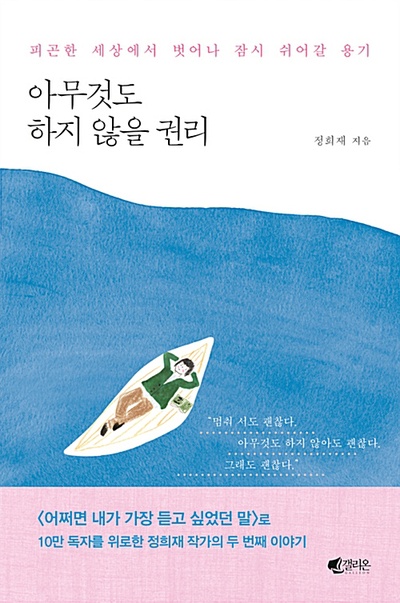 피곤한 세상에서 벗어나 잠시 쉬어갈 용기
아무것도
하지 않을 권리
정희재 지음
“멈춰 서도 괜찮다.
아무것도 하지 않아도 괜찮다.
그래도 괜찮다.”
〈어쩌면 내가 가장 듣고 싶었던 말〉로
10만 독자를 위로한 정희재 작가의 두 번째 이야기
갤리온
GALLEON